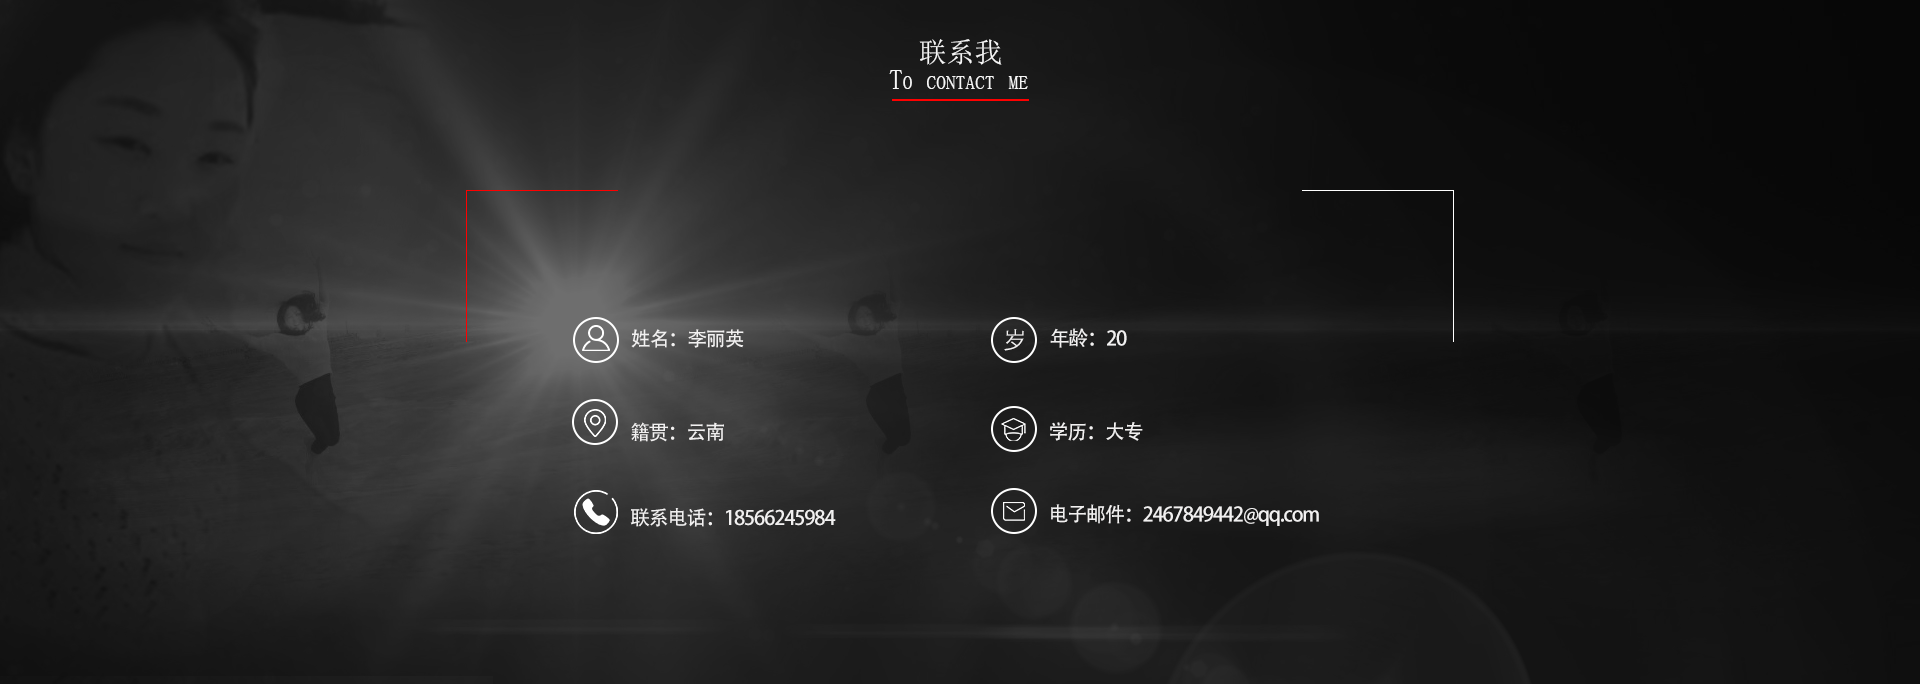 联系我
To CONTACT ME
姓名：李丽英
岁
年龄：20
籍贯：云南
学历：大专
联系电话：18566245984
电子邮件：2467849442@qq.com